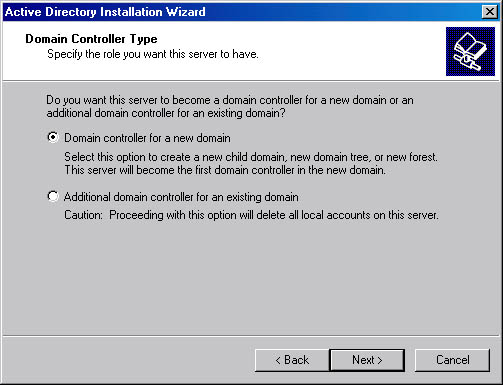 Active Directory Installation Wizard
Domain Controller Type
Specify the role you want this server to have.
Do you want this server to become a domain controller for a new domain or an
additional domain controller for an existing domain?
Domain controller for a new domain
Select this option to create a new child domain, new domain tree, or new forest.
This server will become the first domain controller in the new domain.
Additional domain controller for an existing domain
Caution: Proceeding with this option will delete all local accounts on this server.
< Back
Next >
Cancel